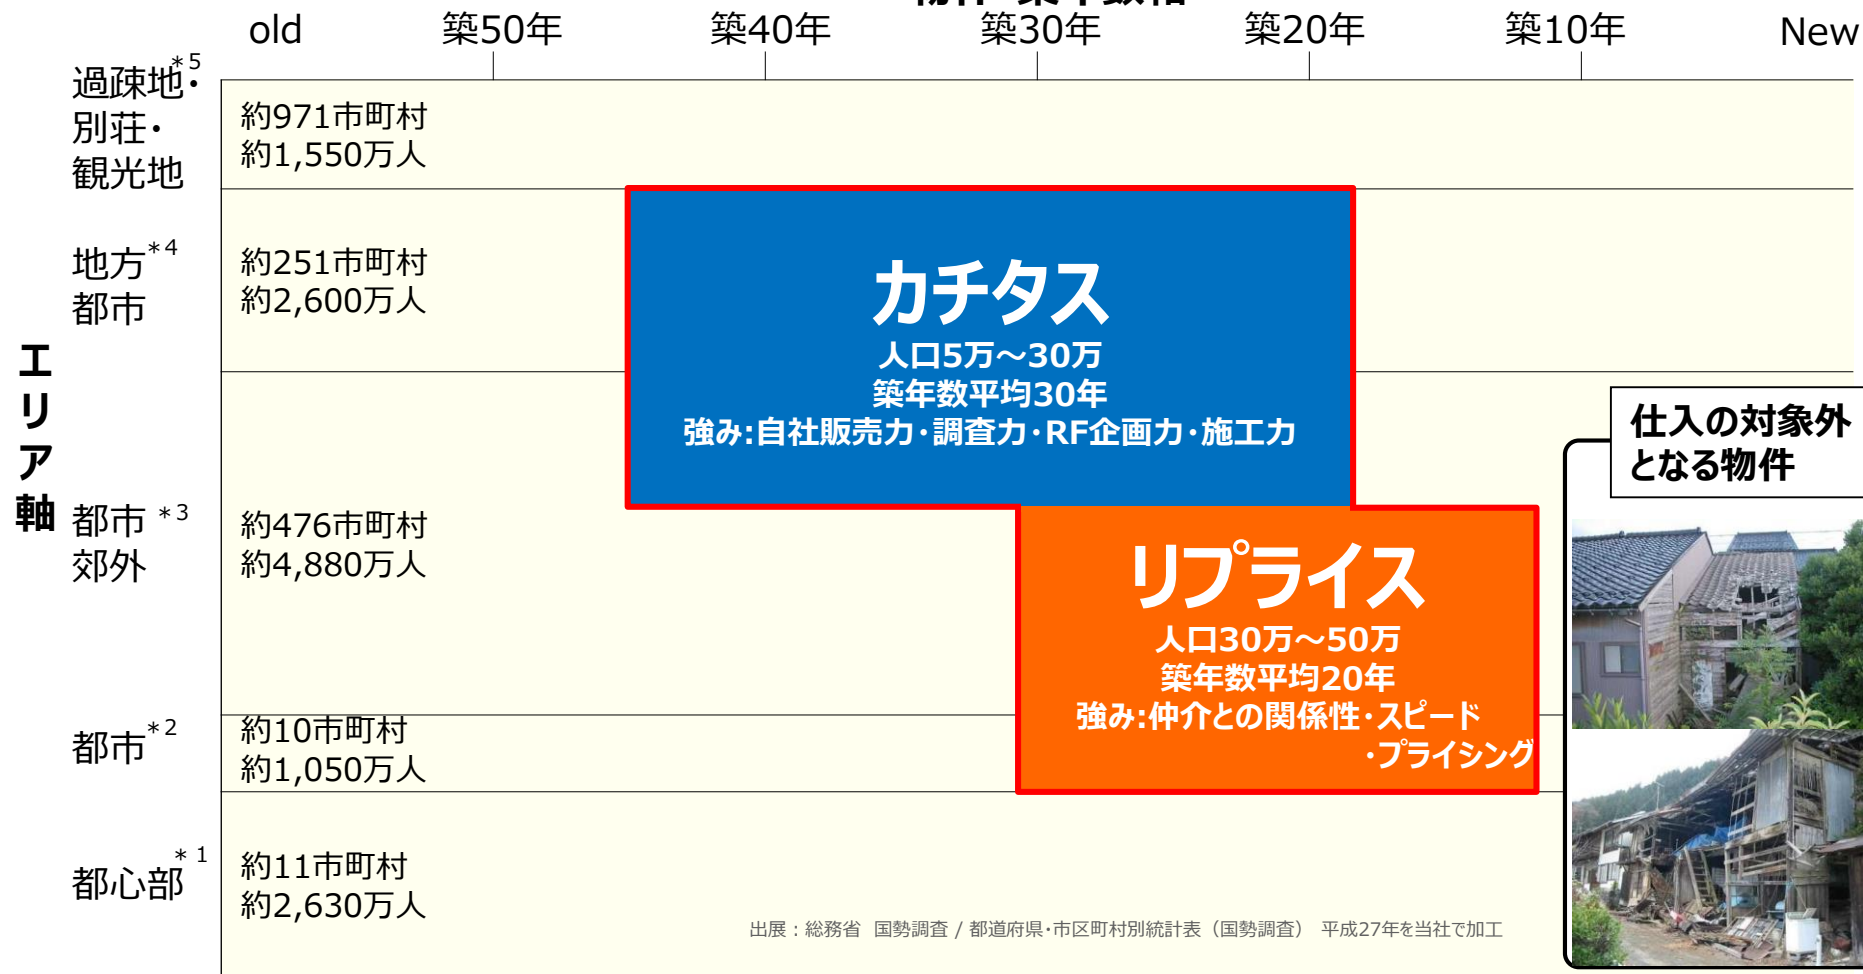 old 築50年 築40年 築30年 築20年 築10年 New
過疎地・*5
別荘・
観光地
約971市町村
約1,550万人
地方*4
都市
約251市町村
約2,600万人
カチタス
人口5万～30万
築年数平均30年
強み:自社販売力・調査力・RF企画力・施工力
エリア軸
仕入の対象外
となる物件
都市*3
郊外
約476市町村
約4,880万人
リプライス
人口30万～50万
築年数平均20年
強み:仲介との関係性・スピード
・プライシング
都市*2
約10市町村
約1,050万人
都心部*1
約11市町村
約2,630万人
出展：総務省 国勢調査 / 都道府県・市区町村別統計表（国勢調査） 平成27年を当社で加工